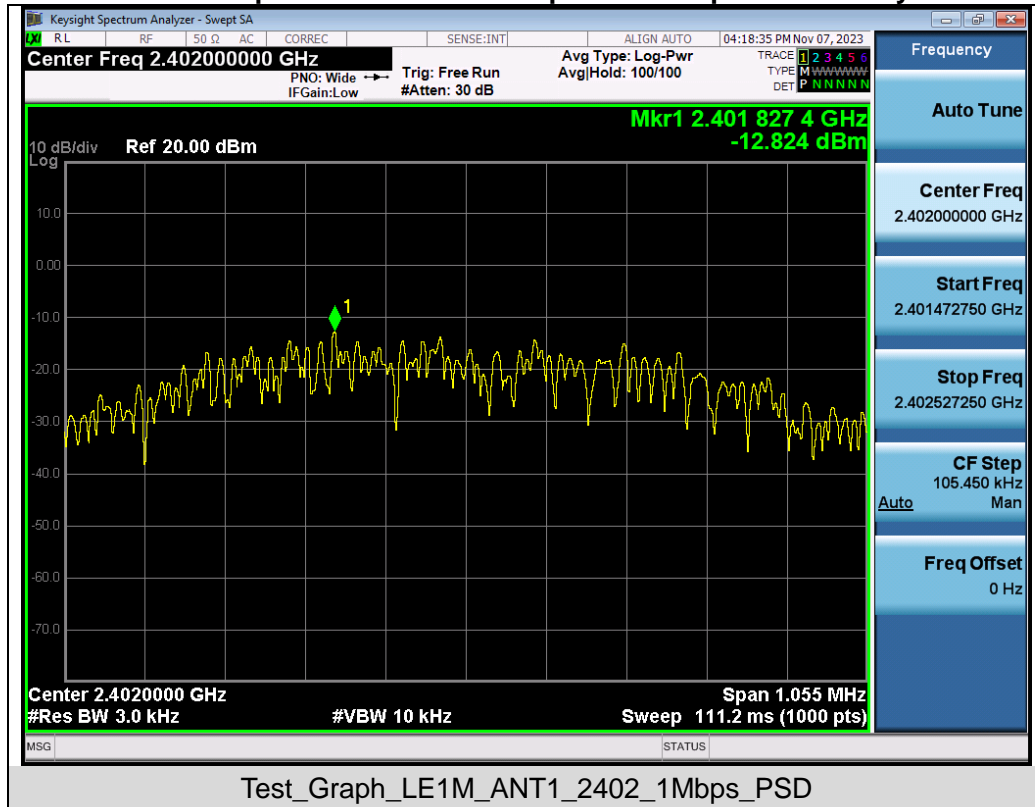 Keysight Spectrum Analyzer - Swept SA
LXI RL RF 50 Ω AC CORREC SENSE:INT ALIGN AUTO 04:18:35 PM Nov 07, 2023
Center Freq 2.402000000 GHz
PNO: Wide
IFGain:Low
Trig: Free Run
#Atten: 30 dB
Avg Type: Log-Pwr
Avg|Hold: 100/100
TRACE 1 2 3 4 5 6
TYPE M WWWWW
DET P N N N N N
Mkr1 2.401 827 4 GHz
-12.824 dBm
10 dB/div Ref 20.00 dBm
Log
10.0
0.00
-10.0
-20.0
-30.0
-40.0
-50.0
-60.0
-70.0
1
Center 2.4020000 GHz Span 1.055 MHz
#Res BW 3.0 kHz #VBW 10 kHz Sweep 111.2 ms (1000 pts)
MSG STATUS
Frequency
Auto Tune
Center Freq
2.402000000 GHz
Start Freq
2.401472750 GHz
Stop Freq
2.402527250 GHz
CF Step
105.450 kHz
Auto Man
Freq Offset
0 Hz
Test_Graph_LE1M_ANT1_2402_1Mbps_PSD